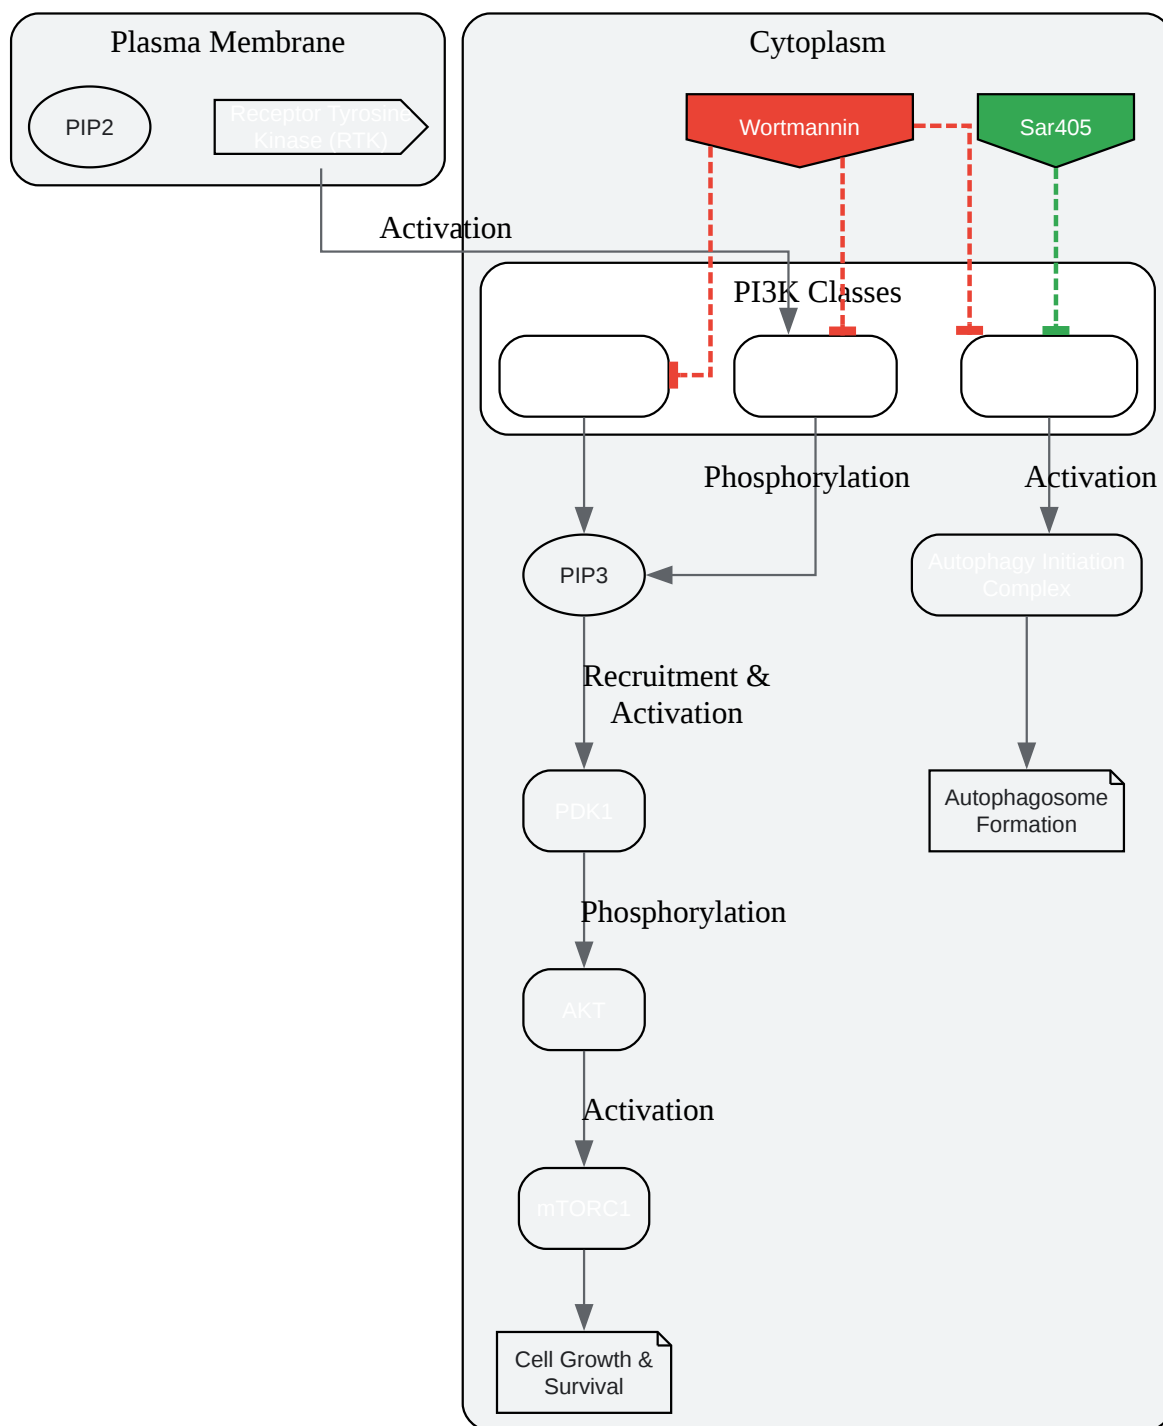 Plasma Membrane
Cytoplasm
PIP2
Receptor Tyrosine
Kinase (RTK)
Wortmannin
Sar405
Activation
PI3K Classes
Phosphorylation
Activation
PIP3
Autophagy Initiation
Complex
Recruitment &
Activation
PDK1
Autophagosome
Formation
Phosphorylation
AKT
Activation
mTORC1
Cell Growth &
Survival